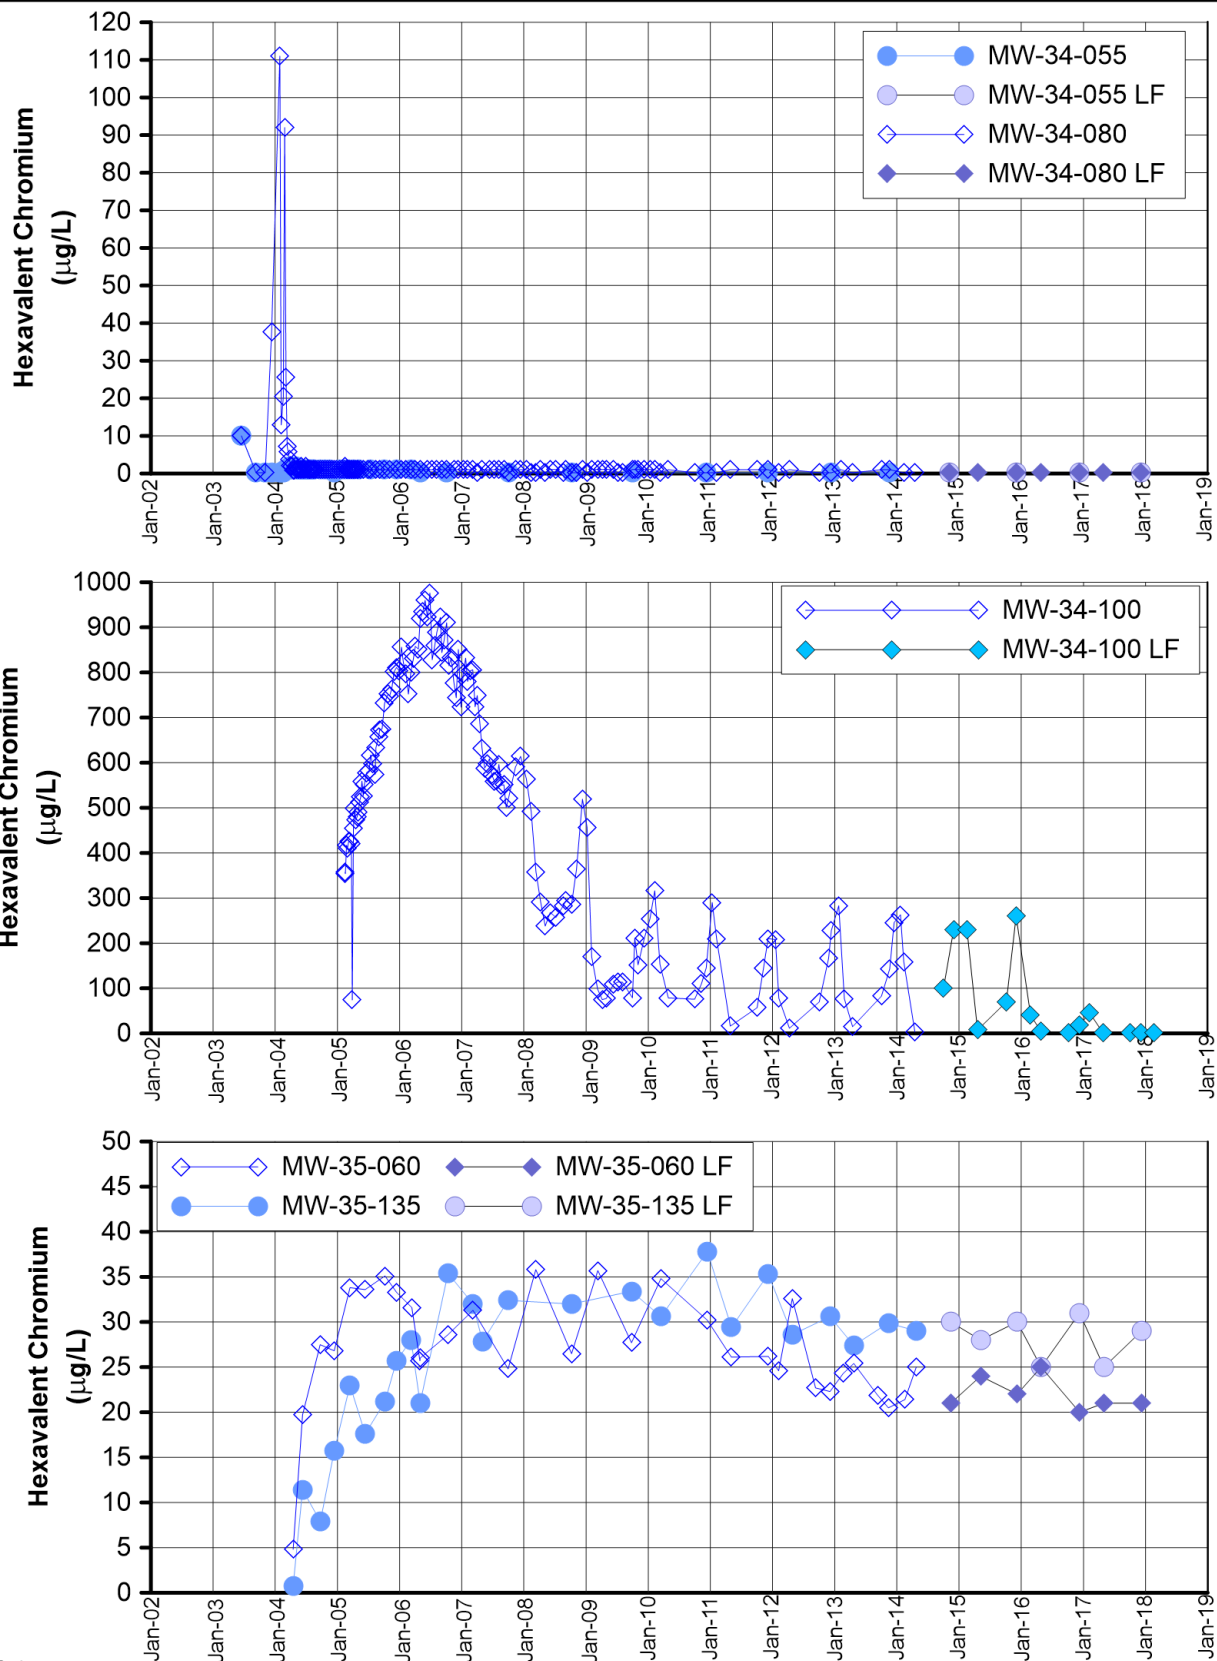 120
110
100
90
80
70
60
50
40
30
20
10
0
Hexavalent Chromium
(µg/L)
MW-34-055
MW-34-055 LF
MW-34-080
MW-34-080 LF
Jan-02 Jan-03 Jan-04 Jan-05 Jan-06 Jan-07 Jan-08 Jan-09 Jan-10 Jan-11 Jan-12 Jan-13 Jan-14 Jan-15 Jan-16 Jan-17 Jan-18 Jan-19
1000
900
800
700
600
500
400
300
200
100
0
Hexavalent Chromium
(µg/L)
MW-34-100
MW-34-100 LF
Jan-02 Jan-03 Jan-04 Jan-05 Jan-06 Jan-07 Jan-08 Jan-09 Jan-10 Jan-11 Jan-12 Jan-13 Jan-14 Jan-15 Jan-16 Jan-17 Jan-18 Jan-19
50
45
40
35
30
25
20
15
10
5
0
Hexavalent Chromium
(µg/L)
MW-35-060 MW-35-060 LF
MW-35-135 MW-35-135 LF
Jan-02 Jan-03 Jan-04 Jan-05 Jan-06 Jan-07 Jan-08 Jan-09 Jan-10 Jan-11 Jan-12 Jan-13 Jan-14 Jan-15 Jan-16 Jan-17 Jan-18 Jan-19